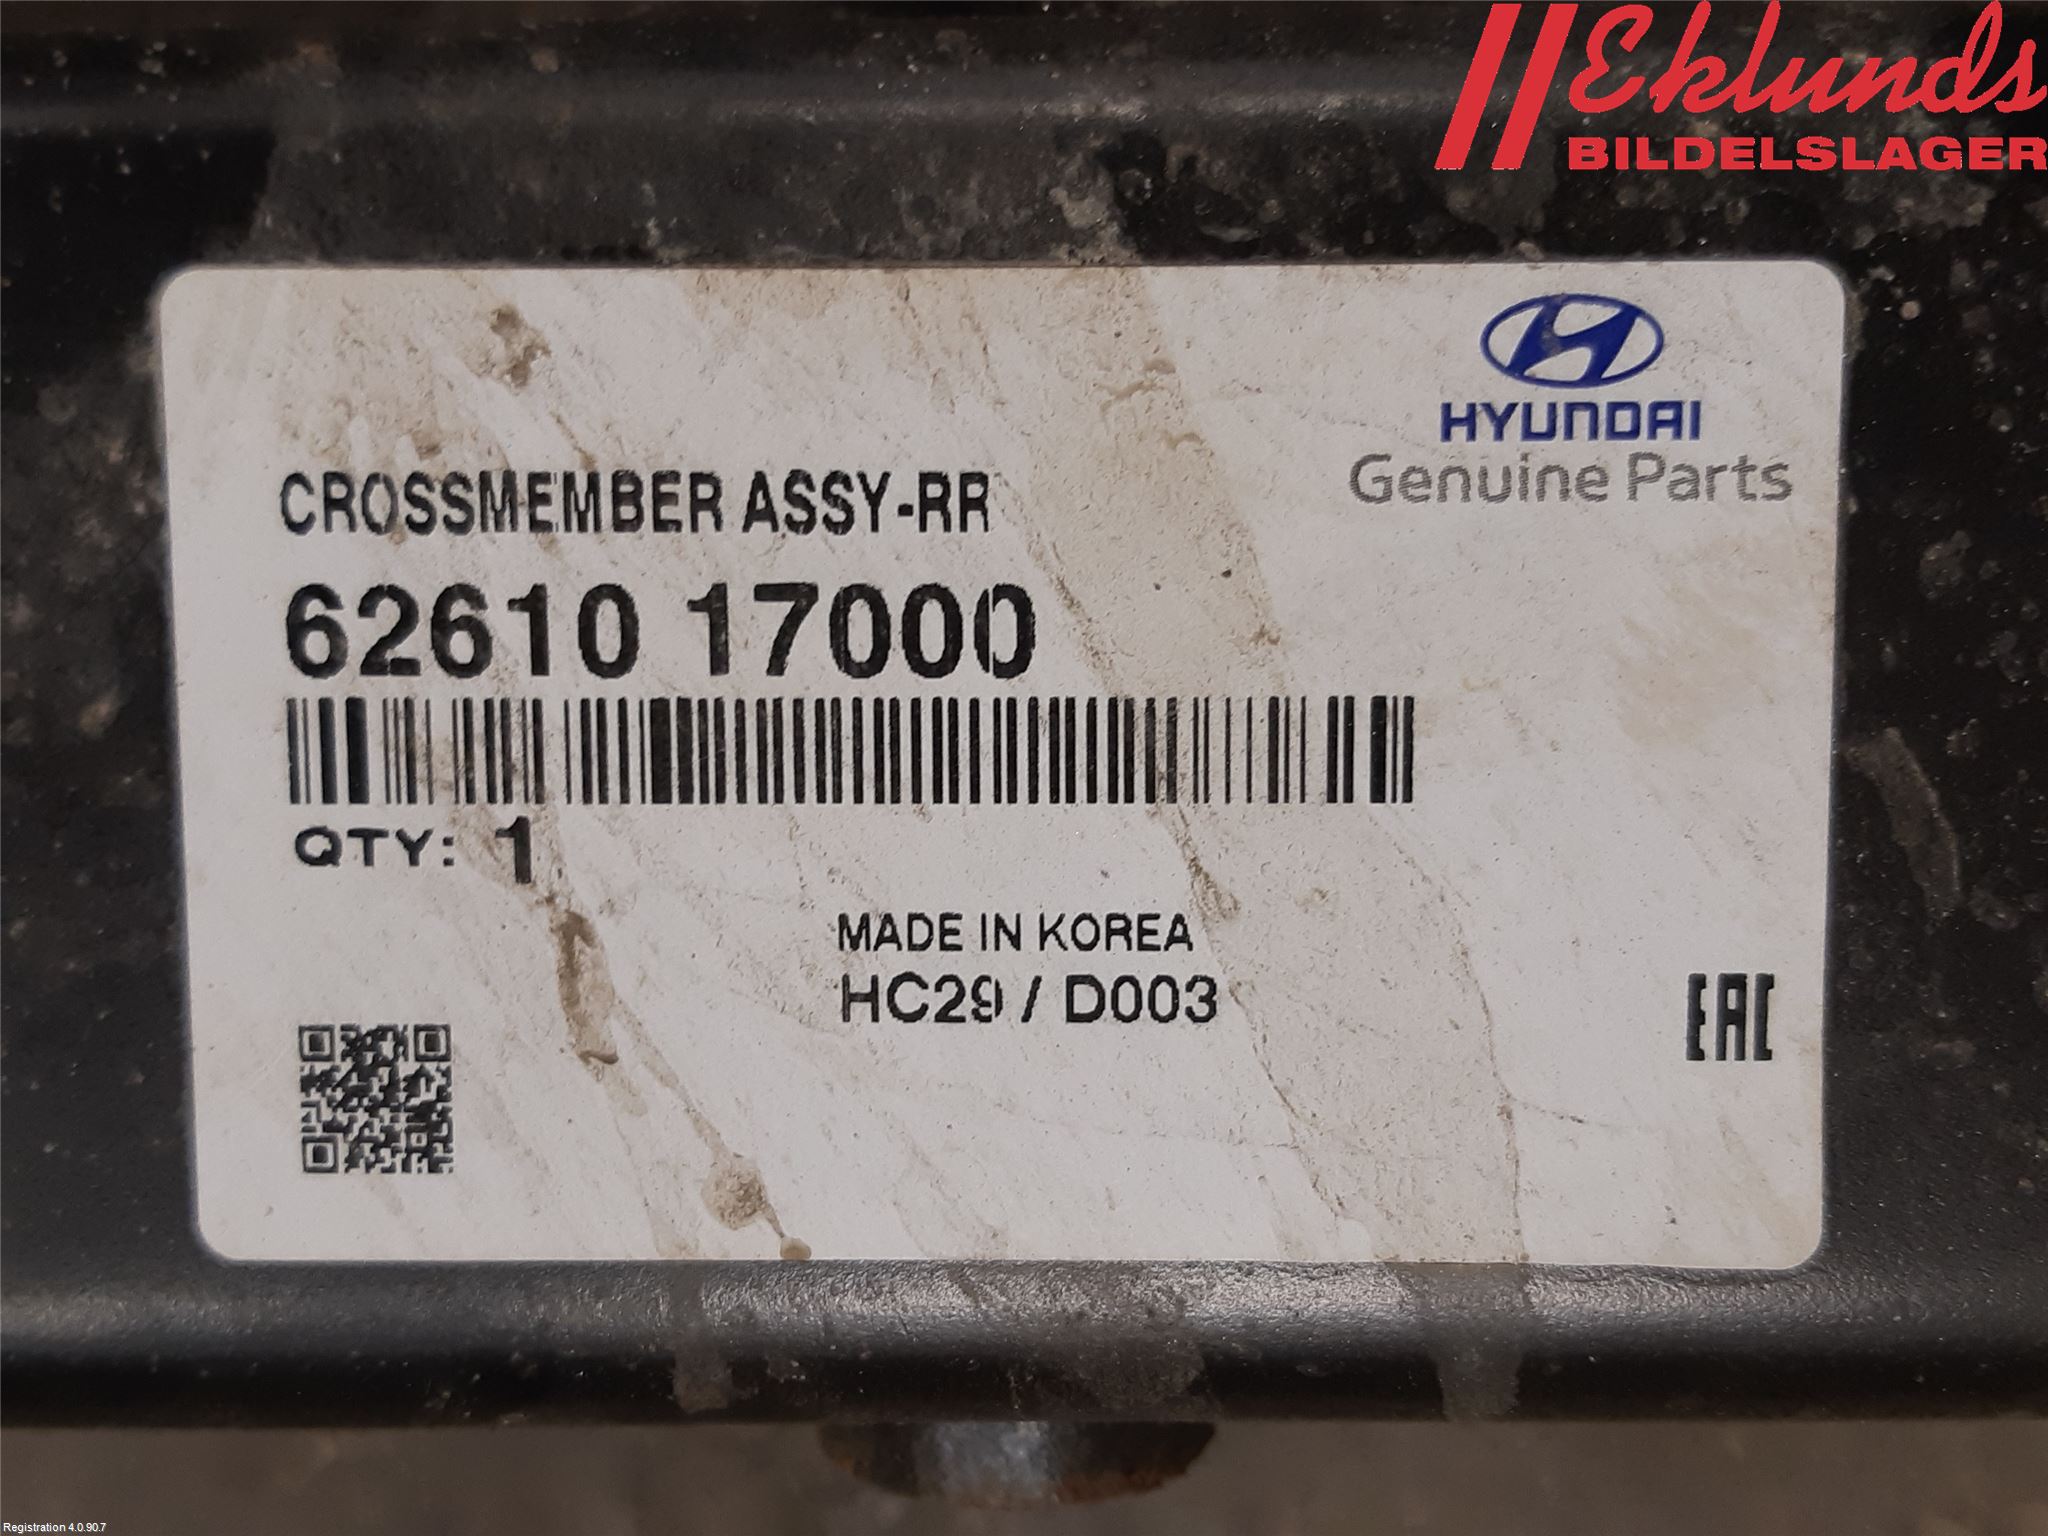 Eklunds
BILDELSLAGER
HYUNDAI
Genuine Parts
CROSSMEMBER ASSY-RR
62610 17000
QTY: 1
MADE IN KOREA
HC29 / D003
EAC
Registration 4.0.90.7